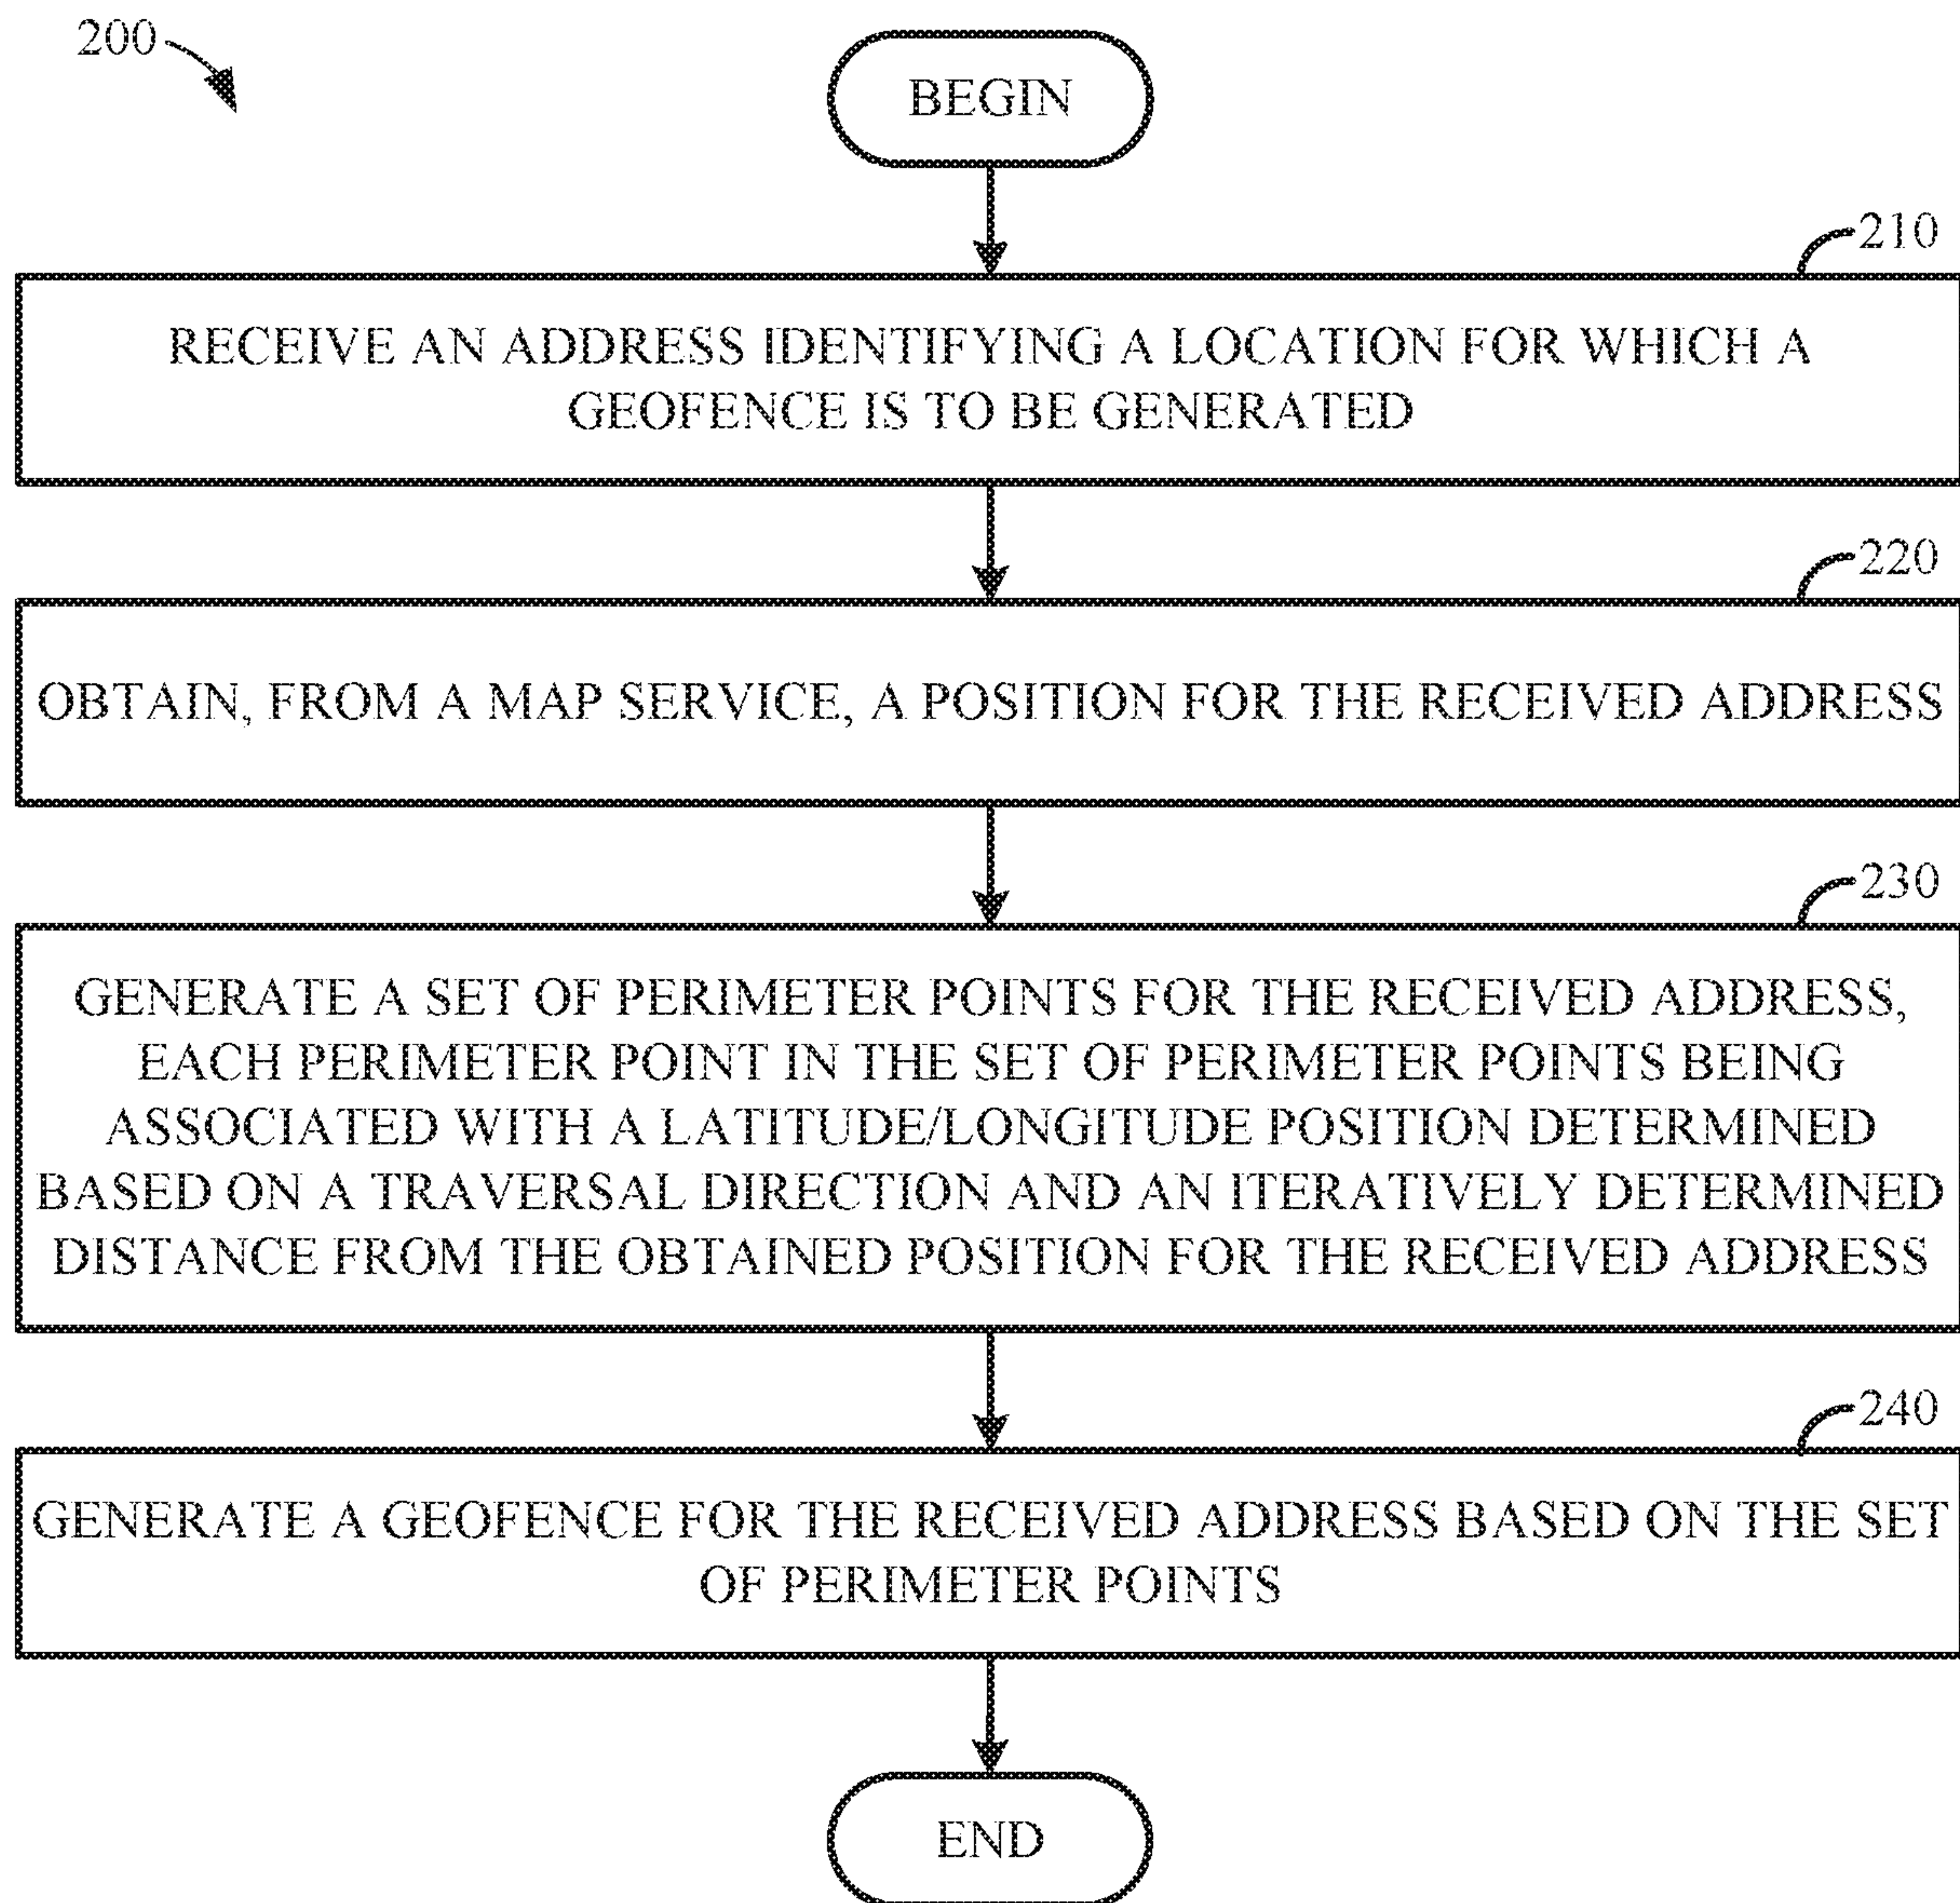 200
BEGIN
210
RECEIVE AN ADDRESS IDENTIFYING A LOCATION FOR WHICH A
GEOFENCE IS TO BE GENERATED
220
OBTAIN, FROM A MAP SERVICE, A POSITION FOR THE RECEIVED ADDRESS
230
GENERATE A SET OF PERIMETER POINTS FOR THE RECEIVED ADDRESS,
EACH PERIMETER POINT IN THE SET OF PERIMETER POINTS BEING
ASSOCIATED WITH A LATITUDE/LONGITUDE POSITION DETERMINED
BASED ON A TRAVERSAL DIRECTION AND AN ITERATIVELY DETERMINED
DISTANCE FROM THE OBTAINED POSITION FOR THE RECEIVED ADDRESS
240
GENERATE A GEOFENCE FOR THE RECEIVED ADDRESS BASED ON THE SET
OF PERIMETER POINTS
END